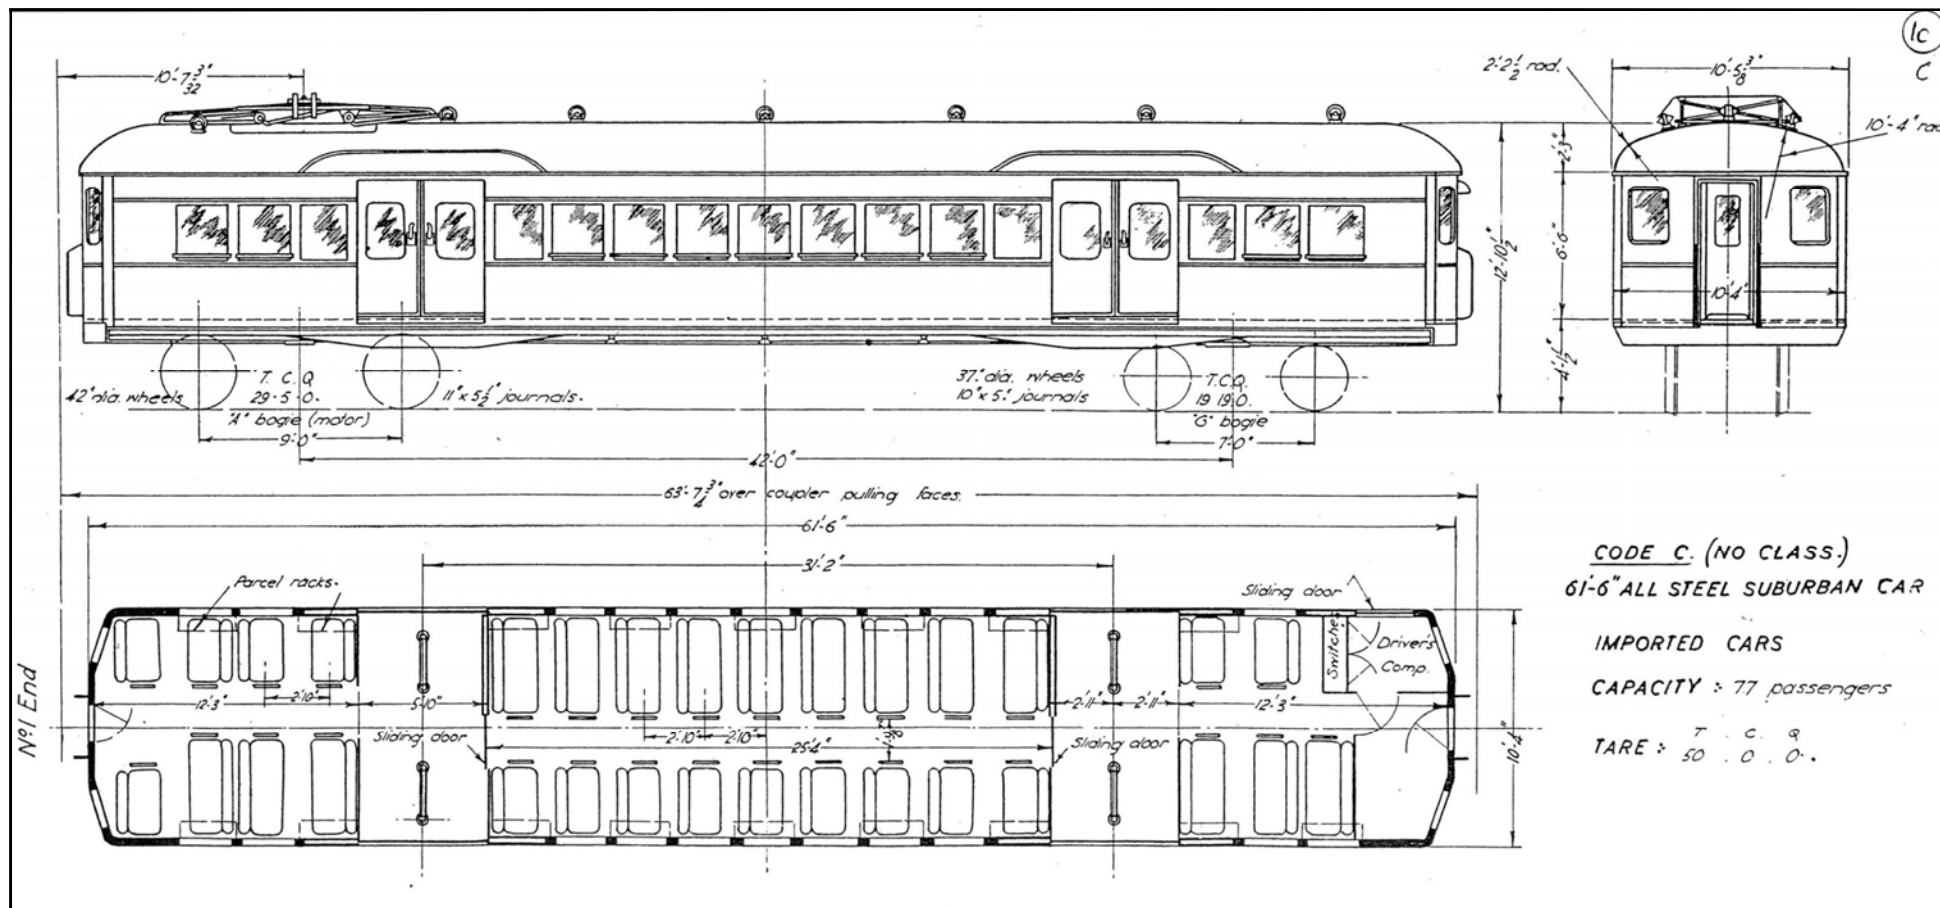 1c
C
10'-7 3/32"
2'-2 1/2 rad.
10'-5 3/8"
10'-4" rad
2'-3"
6'-6"
12'-10 1/2"
10'-4"
4'-1 1/2"
42" dia. wheels
T. C. Q
29·5·0·
"A" bogie (motor)
9'-0"
11" x 5 1/2" journals.
37" dia. wheels
10" x 5" journals
T.C.Q.
19 19 0.
"G" bogie
7'-0"
42'-0"
63'-7 3/4" over coupler pulling faces.
61'-6"
31'-2"
Parcel racks.
Sliding door
Switches
Driver's
Comp.
12'-3"
2'-10"
5'-10"
2'-11"
2'-11"
12'-3"
Sliding door
2'-10"
2'-10"
25'-4"
Sliding door
10'-4"
Nº1 End
CODE C. (NO CLASS.)
61'-6" ALL STEEL SUBURBAN CAR
IMPORTED CARS
CAPACITY : 77 passengers
T . C. Q
TARE : 50 . 0 . 0 .